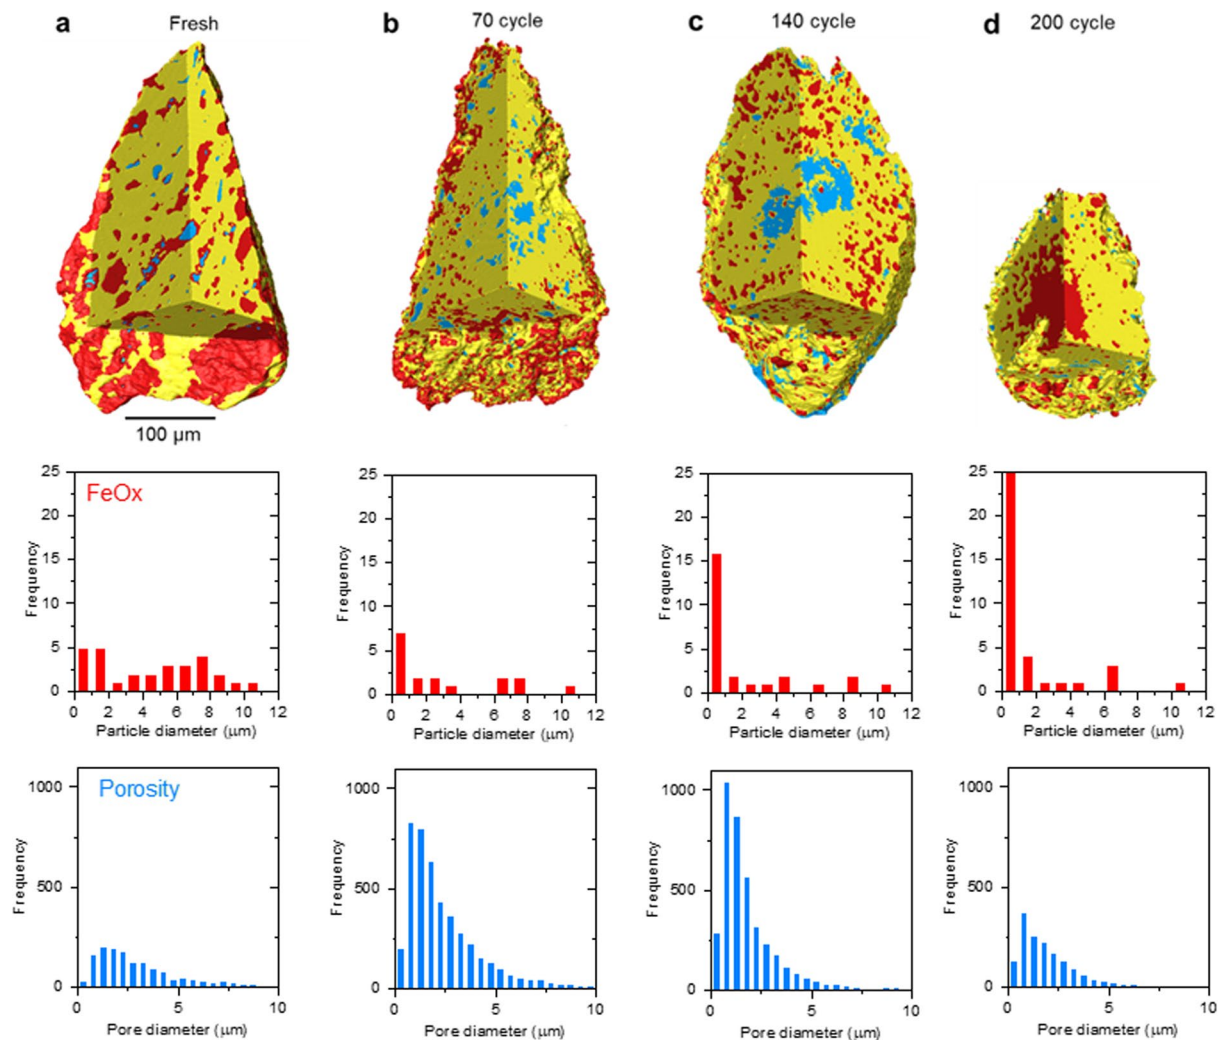 a Fresh b 70 cycle c 140 cycle d 200 cycle
100 μm
FeOx
25 20 15 10 5 0
Frequency
0 2 4 6 8 10 12
Particle diameter (μm)
25 20 15 10 5 0
Frequency
0 2 4 6 8 10 12
Particle diameter (μm)
25 20 15 10 5 0
Frequency
0 2 4 6 8 10 12
Particle diameter (μm)
25 20 15 10 5 0
Frequency
0 2 4 6 8 10 12
Particle diameter (μm)
Porosity
1000 500 0
Frequency
0 5 10
Pore diameter (μm)
1000 500 0
Frequency
0 5 10
Pore diameter (μm)
1000 500 0
Frequency
0 5 10
Pore diameter (μm)
1000 500 0
Frequency
0 5 10
Pore diameter (μm)